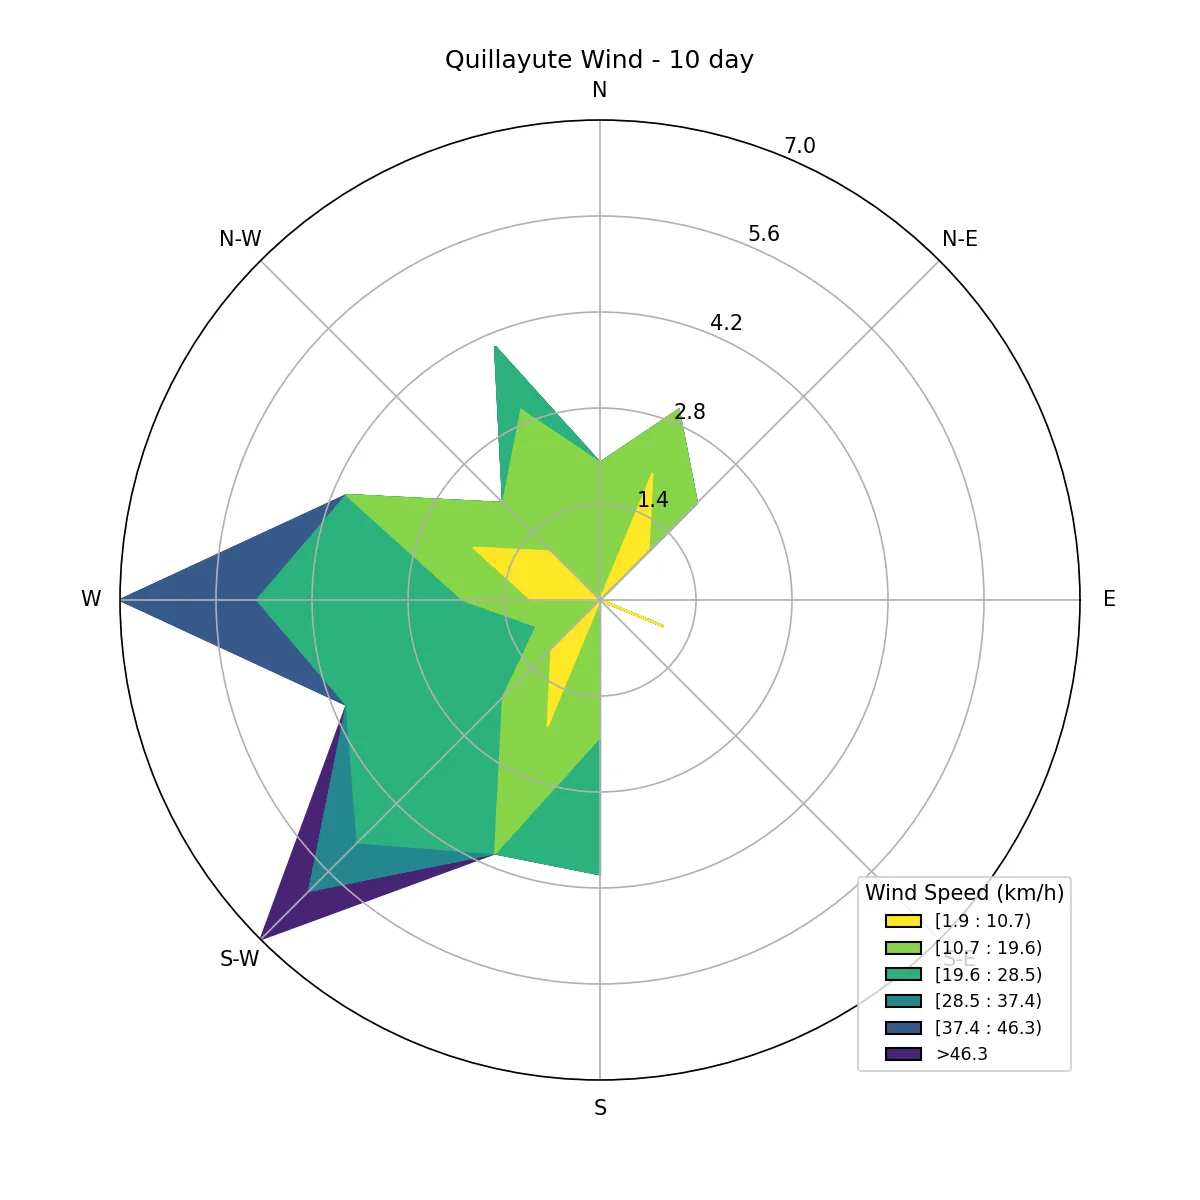 Quillayute Wind - 10 day
N
7.0
N-W
5.6
N-E
4.2
2.8
1.4
W
E
S-W
S-E
S
Wind Speed (km/h)
[1.9 : 10.7)
[10.7 : 19.6)
[19.6 : 28.5)
[28.5 : 37.4)
[37.4 : 46.3)
>46.3